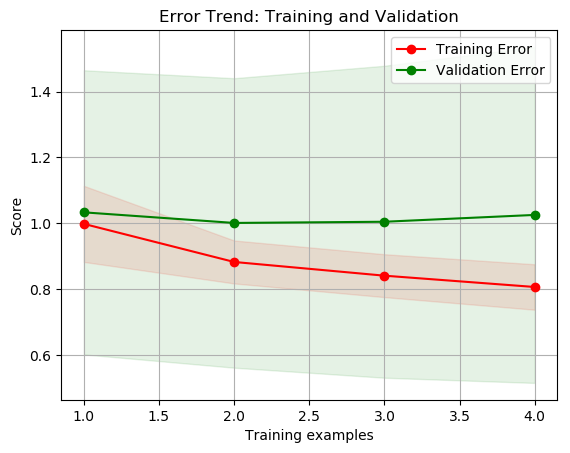 Error Trend: Training and Validation
Training Error
Validation Error
Score
1.4
1.2
1.0
0.8
0.6
1.0 1.5 2.0 2.5 3.0 3.5 4.0
Training examples